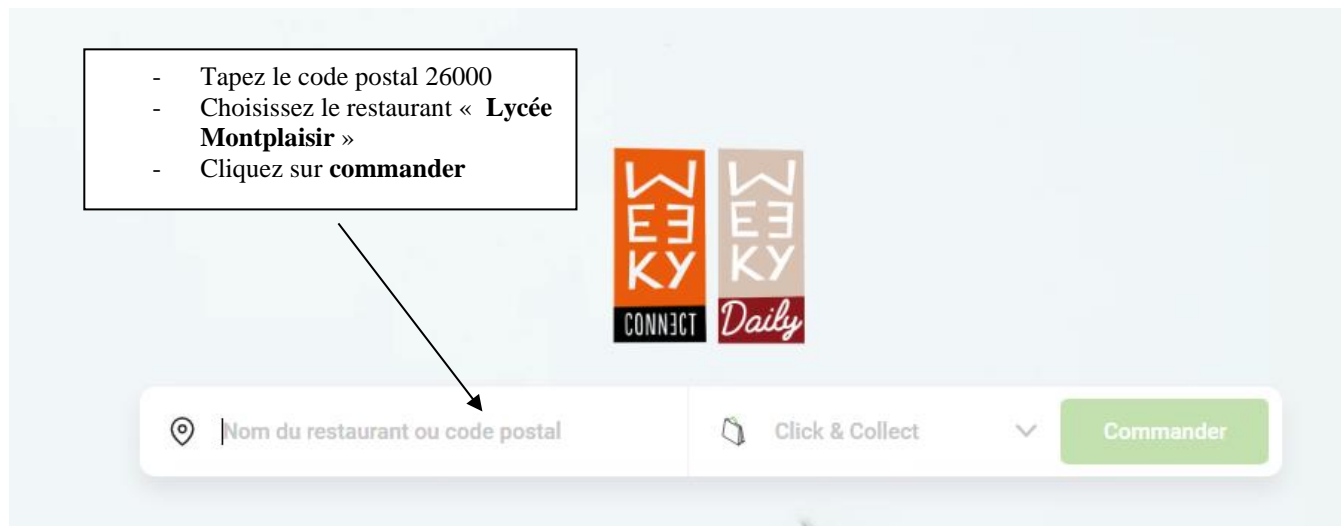 - Tapez le code postal 26000
- Choisissez le restaurant « Lycée
Montplaisir »
- Cliquez sur commander
WEEKY
CONNECT
WEEKY
Daily
Nom du restaurant ou code postal
Click & Collect
Commander